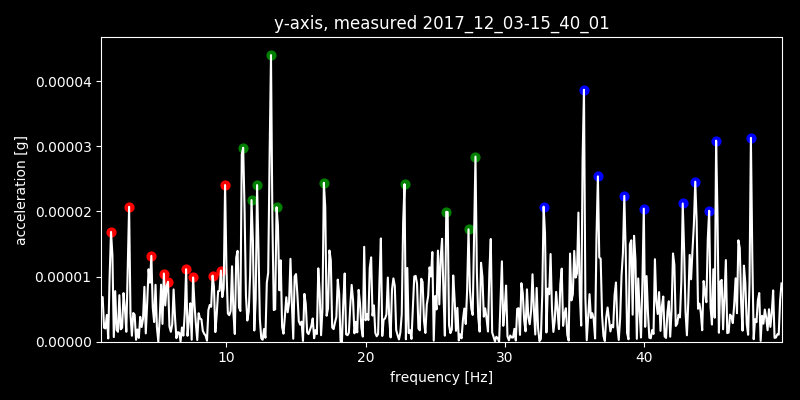 y-axis, measured 2017_12_03-15_40_01
acceleration [g]
0.00004
0.00003
0.00002
0.00001
0.00000
10 20 30 40
frequency [Hz]